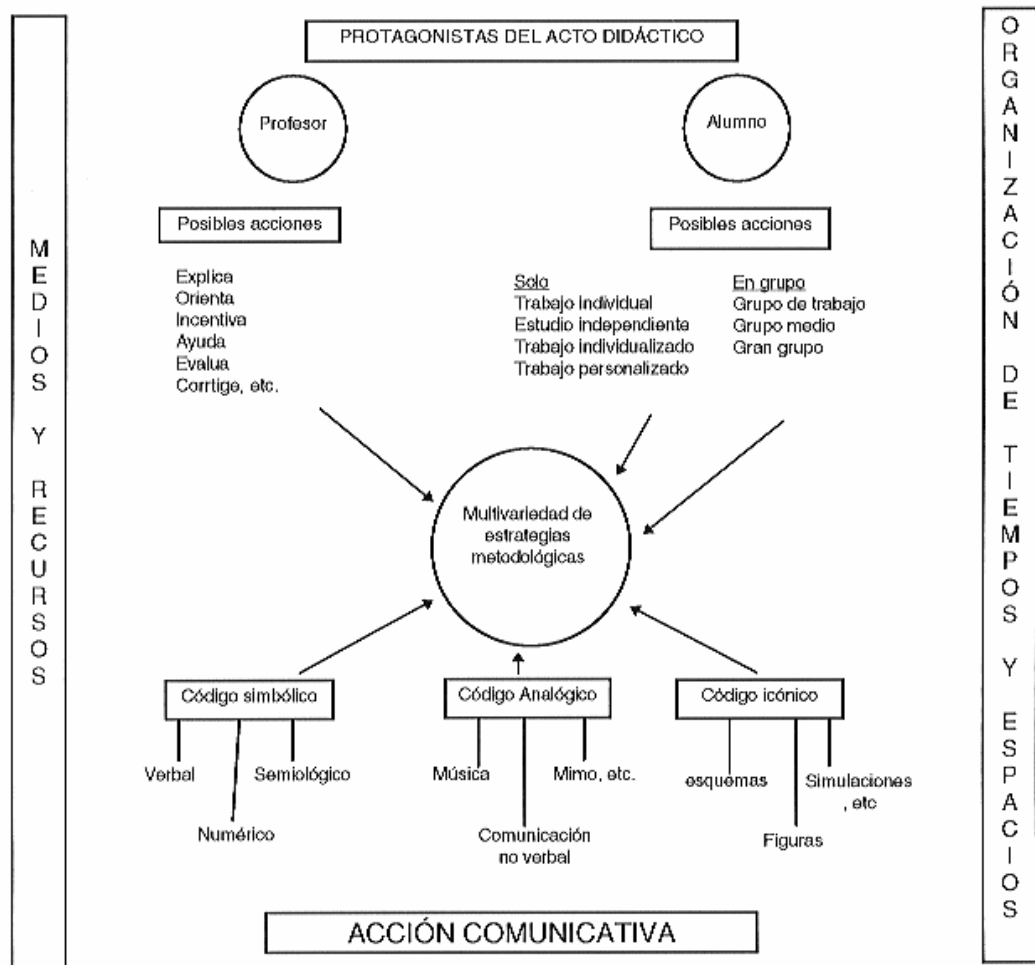 PROTAGONISTAS DEL ACTO DIDÁCTICO
Profesor
Alumno
Posibles acciones
Posibles acciones
Explica
Orienta
Incentiva
Ayuda
Evalua
Corrtige, etc.
Solo
Trabajo individual
Estudio independiente
Trabajo individualizado
Trabajo personalizado
En grupo
Grupo de trabajo
Grupo medio
Gran grupo
MEDIOS Y RECURSOS
ORGANIZACIÓN DE TIEMPOS Y ESPACIOS
Multivariedad de
estrategias
metodológicas
Código simbólico
Código Analógico
Código icónico
Verbal
Semiológico
Numérico
Música
Mimo, etc.
Comunicación
no verbal
esquemas
Simulaciones
, etc
Figuras
ACCIÓN COMUNICATIVA